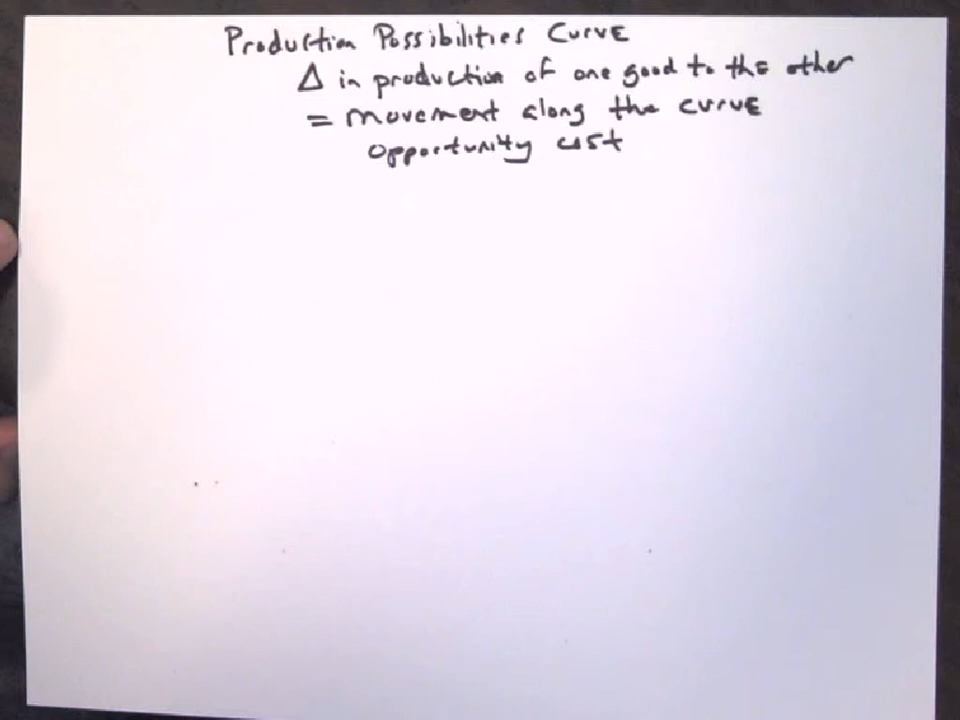 Production Possibilities Curve
Δ in production of one good to the other
= movement along the curve
opportunity cost